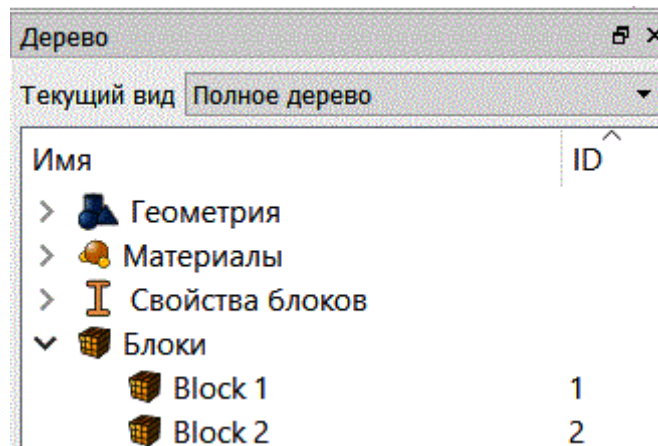 Дерево
Текущий вид Полное дерево
Имя ID
Геометрия
Материалы
Свойства блоков
Блоки
Block 1 1
Block 2 2